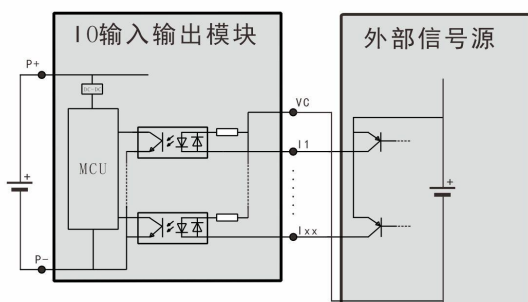 IO输入输出模块
外部信号源
P+
DC-DC
VC
I1
MCU
+
+
Ixx
P-